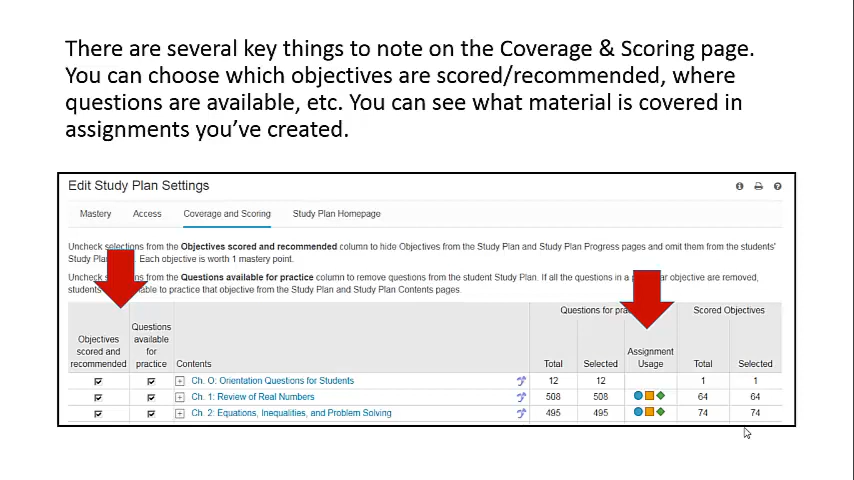 There are several key things to note on the Coverage & Scoring page.
You can choose which objectives are scored/recommended, where
questions are available, etc. You can see what material is covered in
assignments you've created.
Edit Study Plan Settings
Mastery Access Coverage and Scoring Study Plan Homepage
Uncheck selections from the Objectives scored and recommended column to hide Objectives from the Study Plan and Study Plan Progress pages and omit them from the students'
Study Plan. Each objective is worth 1 mastery point.
Uncheck from the Questions available for practice column to remove questions from the student Study Plan. If all the questions in a objective are removed,
students to practice that objective from the Study Plan and Study Plan Contents pages.
Questions for Scored Objectives
Objectives scored and recommended
Questions available for practice
Contents
Total Selected
Assignment Usage
Total Selected
Ch. O: Orientation Questions for Students 12 12 1 1
Ch. 1: Review of Real Numbers 508 508 64 64
Ch. 2: Equations, Inequalities, and Problem Solving 495 495 74 74